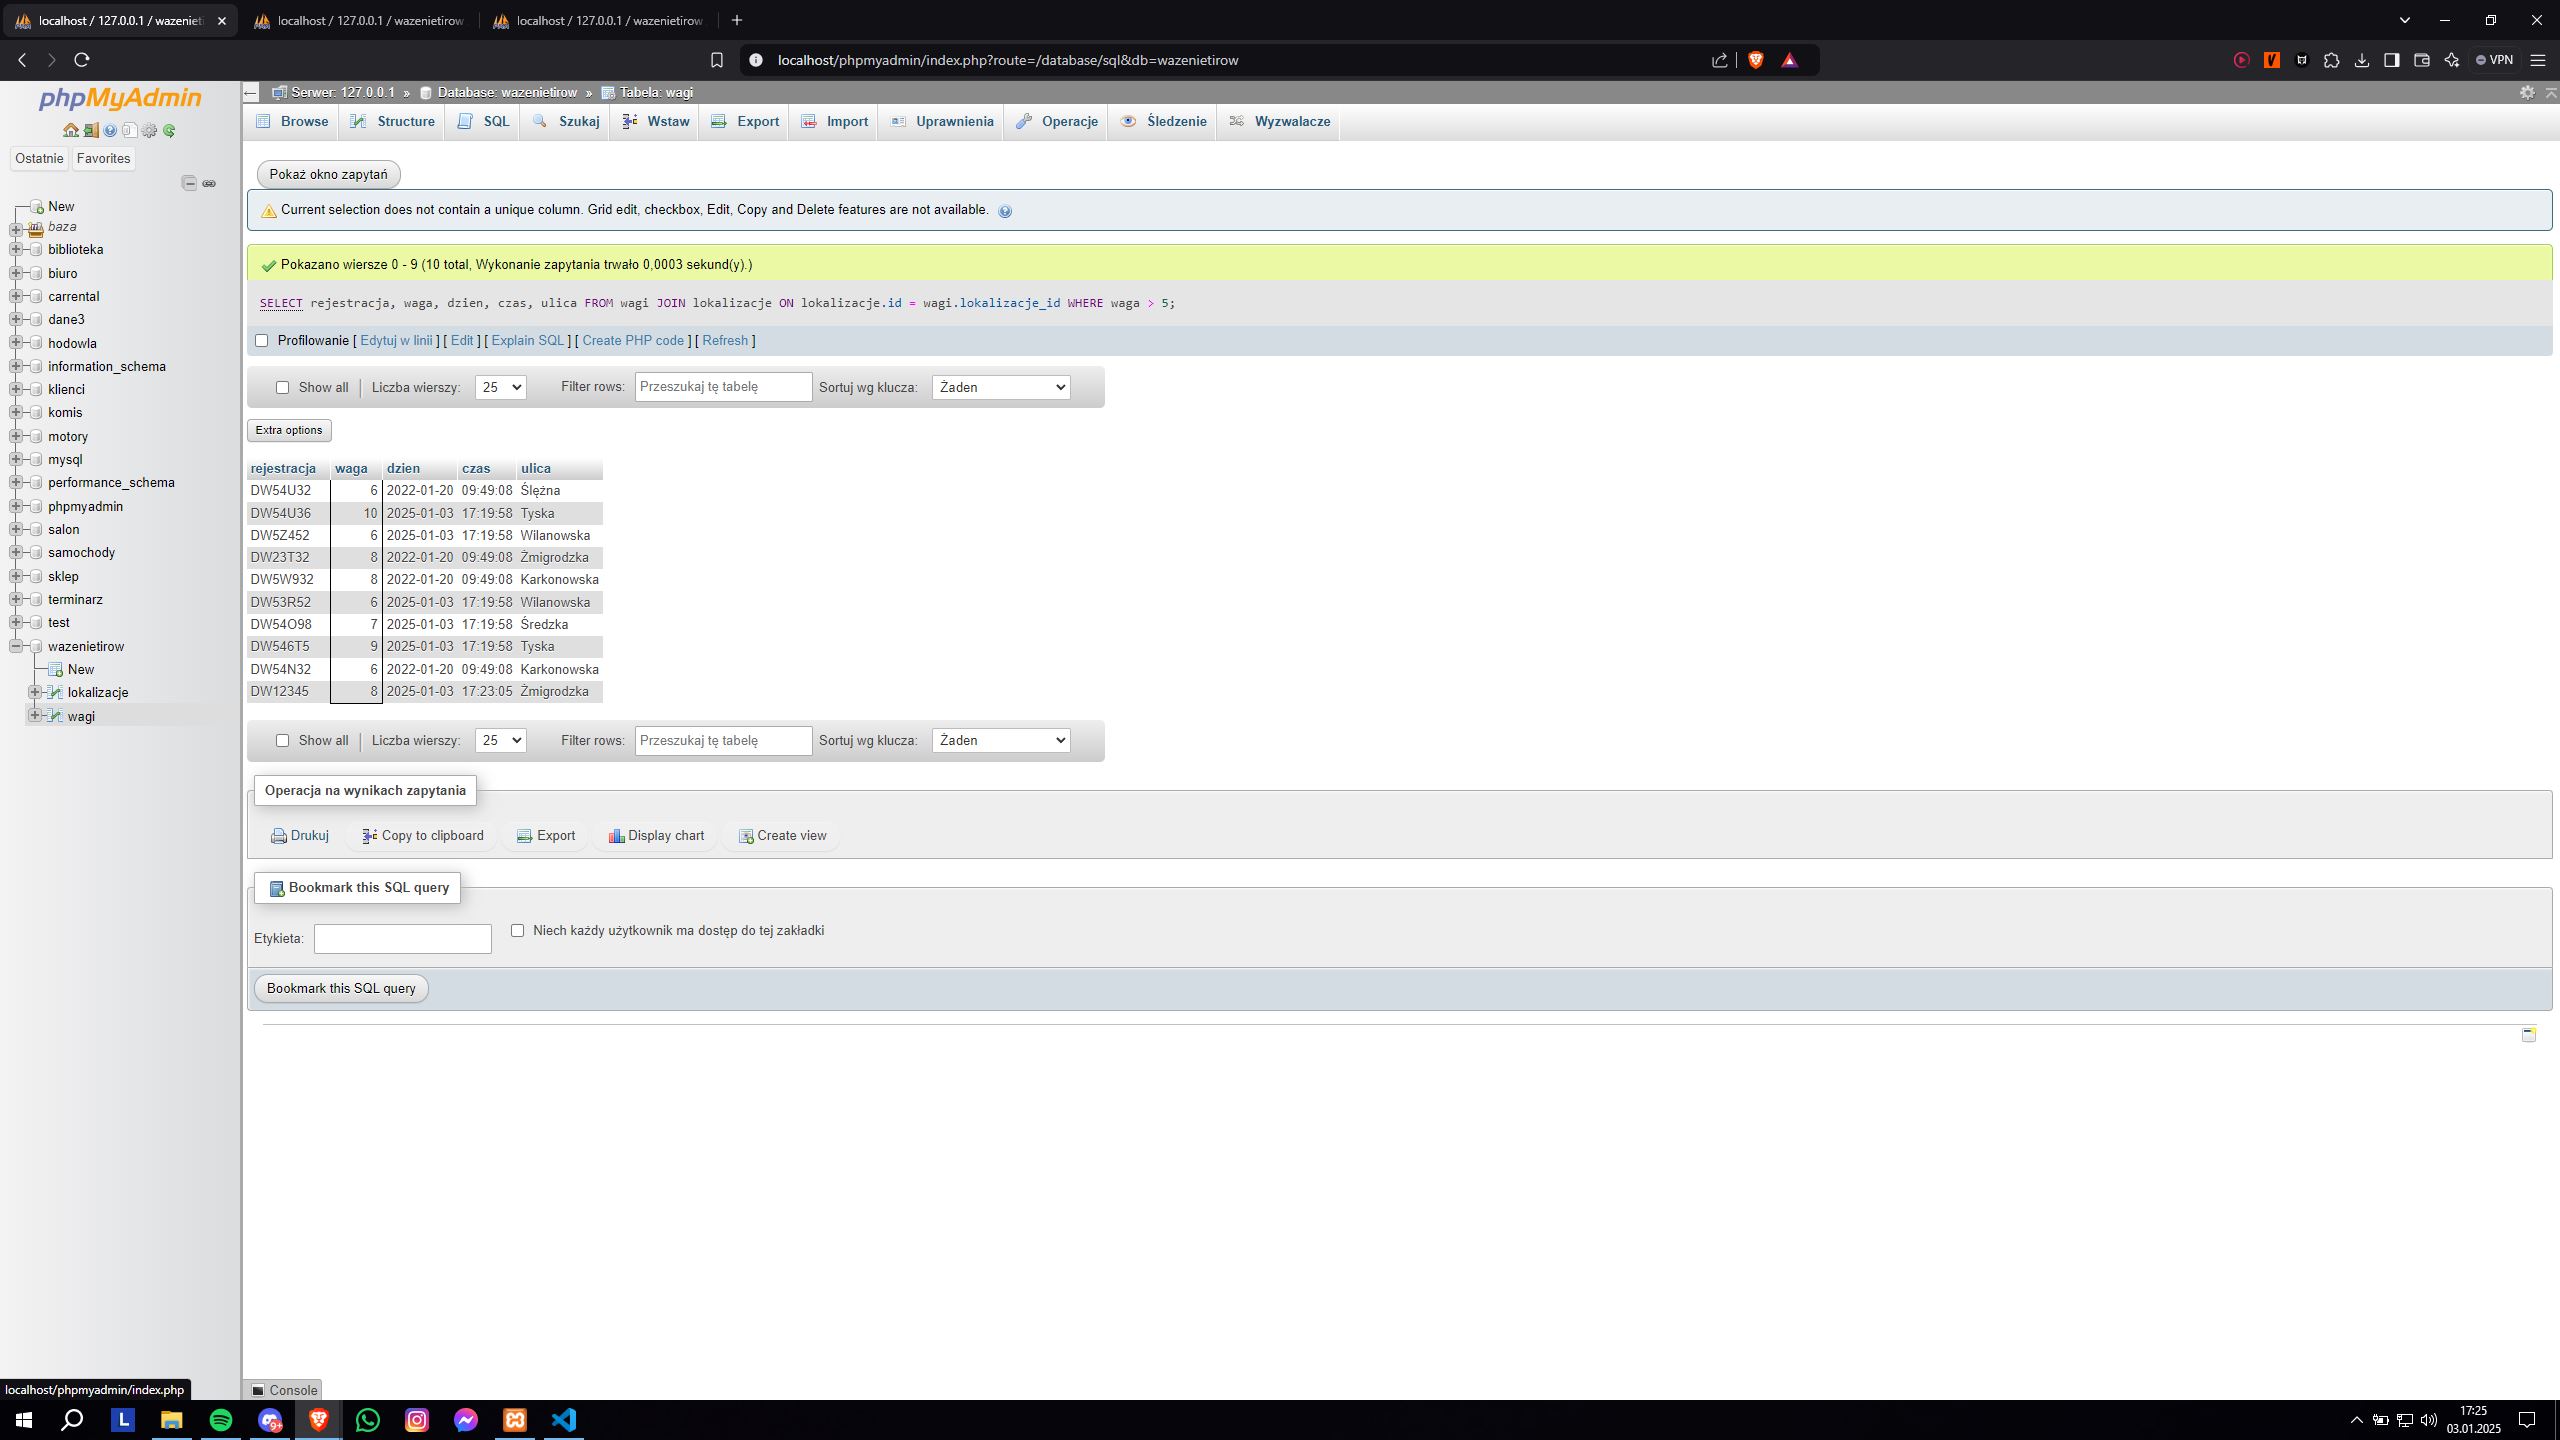 localhost / 127.0.0.1 / wazenieti
localhost / 127.0.0.1 / wazenietirow
localhost / 127.0.0.1 / wazenietirow
localhost/phpmyadmin/index.php?route=/database/sql&db=wazenietirow
VPN
phpMyAdmin
Ostatnie Favorites
New
baza
biblioteka
biuro
carrental
dane3
hodowla
information_schema
klienci
komis
motory
mysql
performance_schema
phpmyadmin
salon
samochody
sklep
terminarz
test
wazenietirow
New
lokalizacje
wagi
localhost/phpmyadmin/index.php
Serwer: 127.0.0.1 » Database: wazenietirow » Tabela: wagi
Browse Structure SQL Szukaj Wstaw Export Import Uprawnienia Operacje Śledzenie Wyzwalacze
Pokaż okno zapytań
Current selection does not contain a unique column. Grid edit, checkbox, Edit, Copy and Delete features are not available.
Pokazano wiersze 0 - 9 (10 total, Wykonanie zapytania trwało 0,0003 sekund(y).)
SELECT rejestracja, waga, dzien, czas, ulica FROM wagi JOIN lokalizacje ON lokalizacje.id = wagi.lokalizacje_id WHERE waga > 5;
Profilowanie [ Edytuj w linii ] [ Edit ] [ Explain SQL ] [ Create PHP code ] [ Refresh ]
Show all | Liczba wierszy: 25 Filter rows: Przeszukaj tę tabelę Sortuj wg klucza: Żaden
Extra options
rejestracja waga dzien czas ulica
DW54U32 6 2022-01-20 09:49:08 Ślężna
DW54U36 10 2025-01-03 17:19:58 Tyska
DW5Z452 6 2025-01-03 17:19:58 Wilanowska
DW23T32 8 2022-01-20 09:49:08 Żmigrodzka
DW5W932 8 2022-01-20 09:49:08 Karkonowska
DW53R52 6 2025-01-03 17:19:58 Wilanowska
DW54O98 7 2025-01-03 17:19:58 Średzka
DW546T5 9 2025-01-03 17:19:58 Tyska
DW54N32 6 2022-01-20 09:49:08 Karkonowska
DW12345 8 2025-01-03 17:23:05 Żmigrodzka
Show all | Liczba wierszy: 25 Filter rows: Przeszukaj tę tabelę Sortuj wg klucza: Żaden
Operacja na wynikach zapytania
Drukuj Copy to clipboard Export Display chart Create view
Bookmark this SQL query
Etykieta: Niech każdy użytkownik ma dostęp do tej zakładki
Bookmark this SQL query
Console
L
9+
17:25
03.01.2025